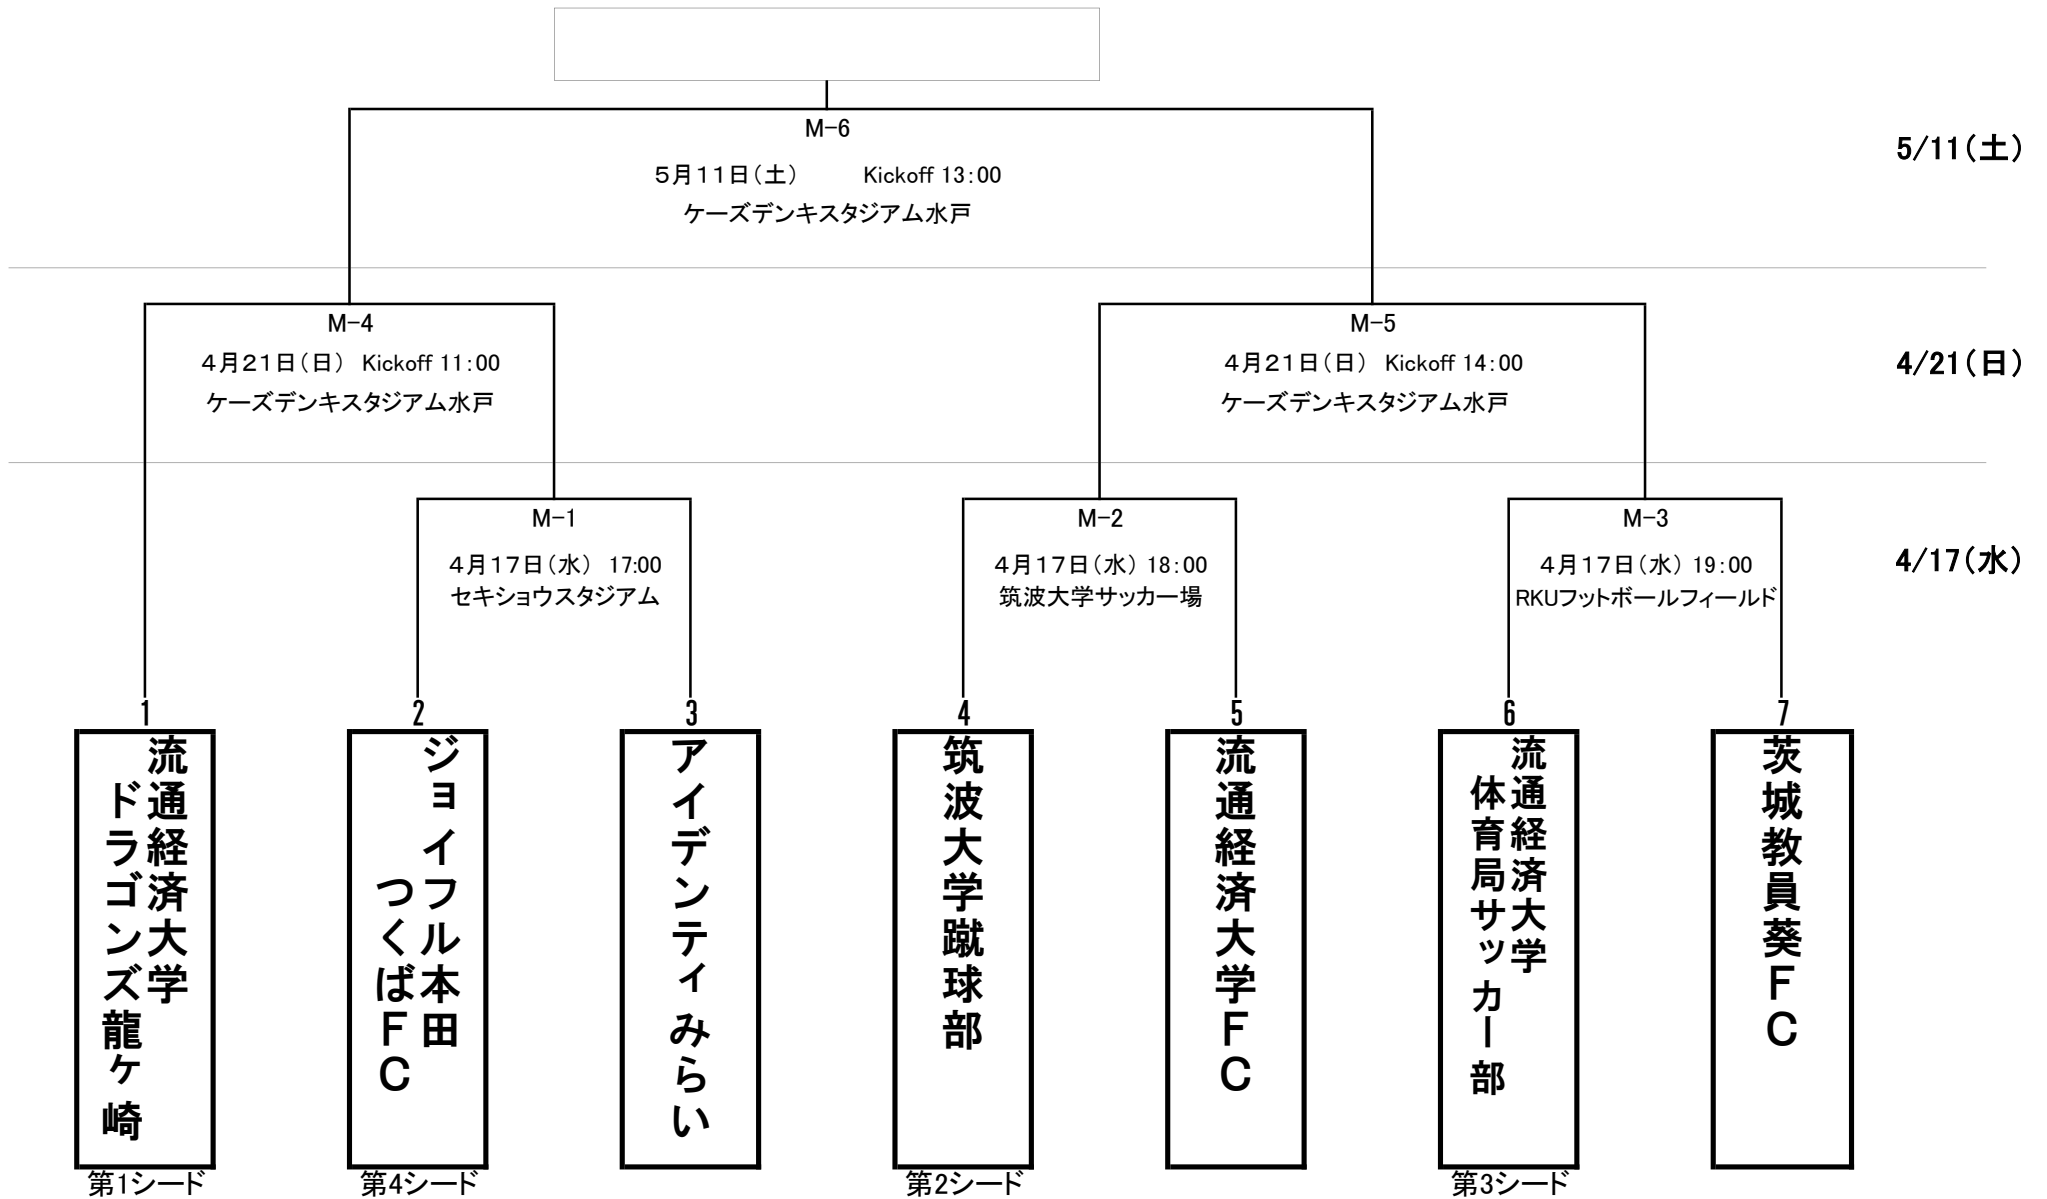 M-6
5/11(土)
５月１１日（土）　Kickoff 13:00
ケーズデンキスタジアム水戸
M-4
M-5
４月２１日（日）　Kickoff 11:00
４月２１日（日）　Kickoff 14:00
4/21(日)
ケーズデンキスタジアム水戸
ケーズデンキスタジアム水戸
M-1
M-2
M-3
４月１７日（水）　17:00
４月１７日（水） 18:00
４月１７日（水） 19:00
4/17(水)
セキショウスタジアム
筑波大学サッカー場
RKUフットボールフィールド
1
2
3
4
5
6
7
流通経済大学
ドラゴンズ龍ケ崎
ジョイフル本田
つくばＦＣ
アイデンティみらい
筑波大学蹴球部
流通経済大学ＦＣ
流通経済大学
体育局サッカー部
茨城教員葵ＦＣ
第1シード
第4シード
第2シード
第3シード